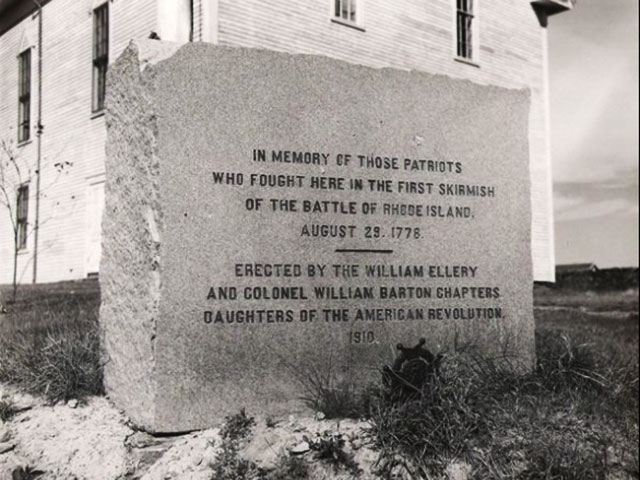 IN MEMORY OF THOSE PATRIOTS
WHO FOUGHT HERE IN THE FIRST SKIRMISH
OF THE BATTLE OF RHODE ISLAND,
AUGUST 29. 1778
ERECTED BY THE WILLIAM ELLERY
AND COLONEL WILLIAM BARTON CHAPTERS
DAUGHTERS OF THE AMERICAN REVOLUTION.
1910